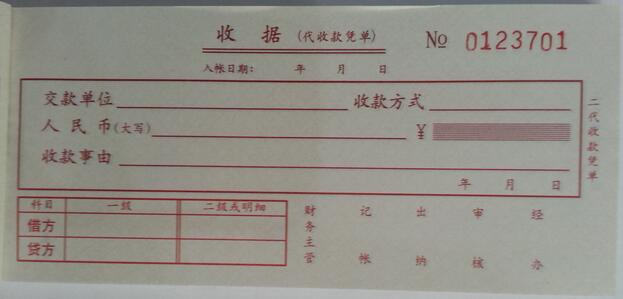 收 据 (代收款凭单) № 0123701
入帐日期： 年 月 日
交款单位 收款方式
人民币(大写) ¥
收款事由
年 月 日
二代收款凭单
科目 一级 二级或明细
借方
贷方
财务主管 记帐 出纳 审核 经办